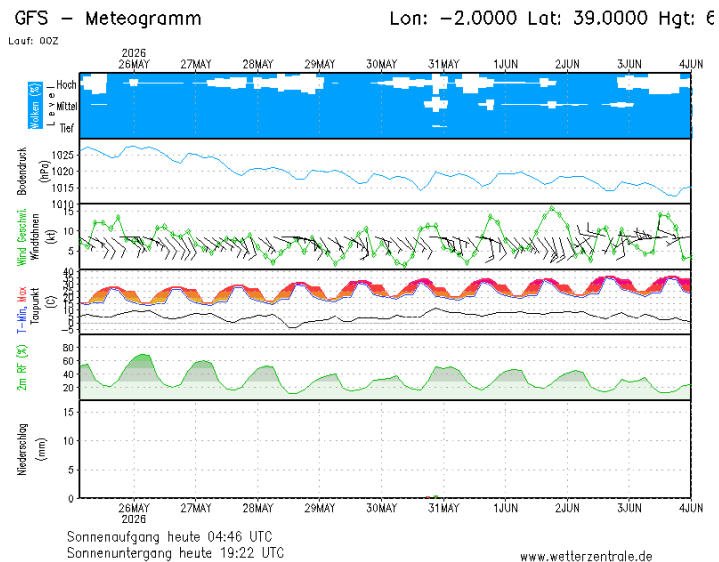 GFS – Meteogramm Lon: -2.0000 Lat: 39.0000 Hgt: 6
Lauf: 00Z
2026
26MAY 27MAY 28MAY 29MAY 30MAY 31MAY 1JUN 2JUN 3JUN 4JUN
Wolken (%)
Level
Hoch
Mittel
Tief
Bodendruck
(hPa)
1025
1020
1015
1010
Wind Geschwi.
Windfahnen
(kt)
15
10
5
T-Min, Max
Taupunkt
(C)
40
35
30
25
20
15
10
5
0
-5
2m RF (%)
80
60
40
20
Niederschlag
(mm)
15
10
5
0
26MAY 27MAY 28MAY 29MAY 30MAY 31MAY 1JUN 2JUN 3JUN 4JUN
2026
Sonnenaufgang heute 04:46 UTC
Sonnenuntergang heute 19:22 UTC
www.wetterzentrale.de